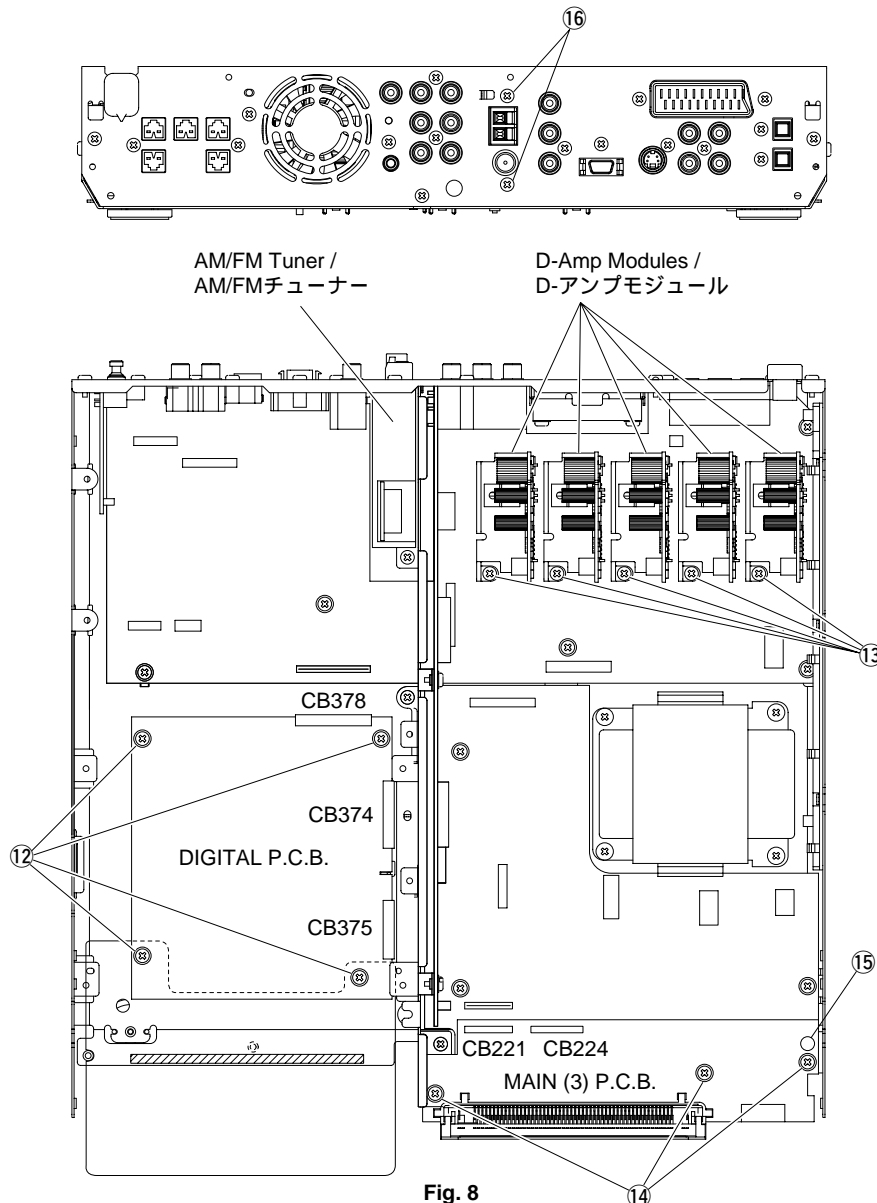 ⑯
AM/FM Tuner /
AM/FMチューナー
D-Amp Modules /
D-アンプモジュール
⑬
CB378
CB374
⑫
DIGITAL P.C.B.
CB375
⑮
CB221 CB224
MAIN (3) P.C.B.
⑭
Fig. 8